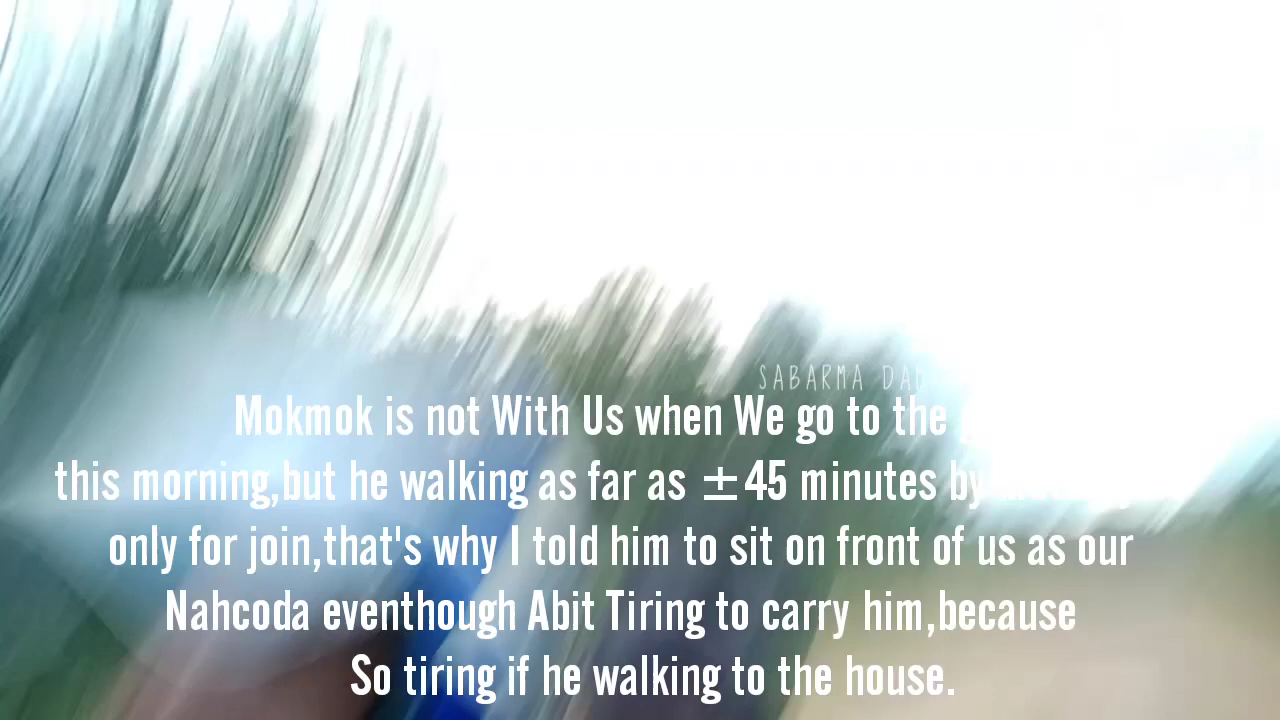 SABARMA
Mokmok is not With Us when We go to the
this morning,but he walking as far as ±45 minutes by
only for join,that's why I told him to sit on front of us as our
Nahcoda eventhough Abit Tiring to carry him,because
So tiring if he walking to the house.